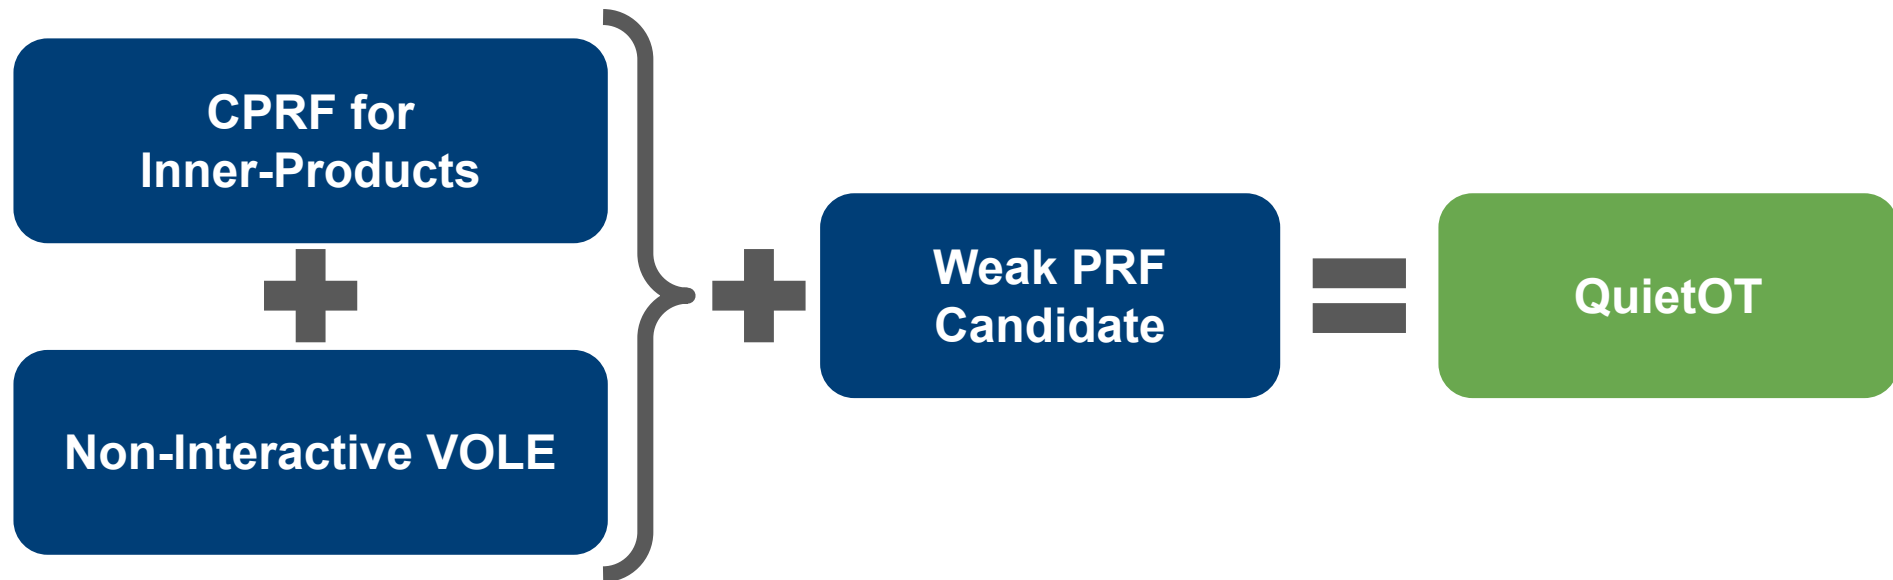 CPRF for
Inner-Products
Non-Interactive VOLE
Weak PRF
Candidate
QuietOT